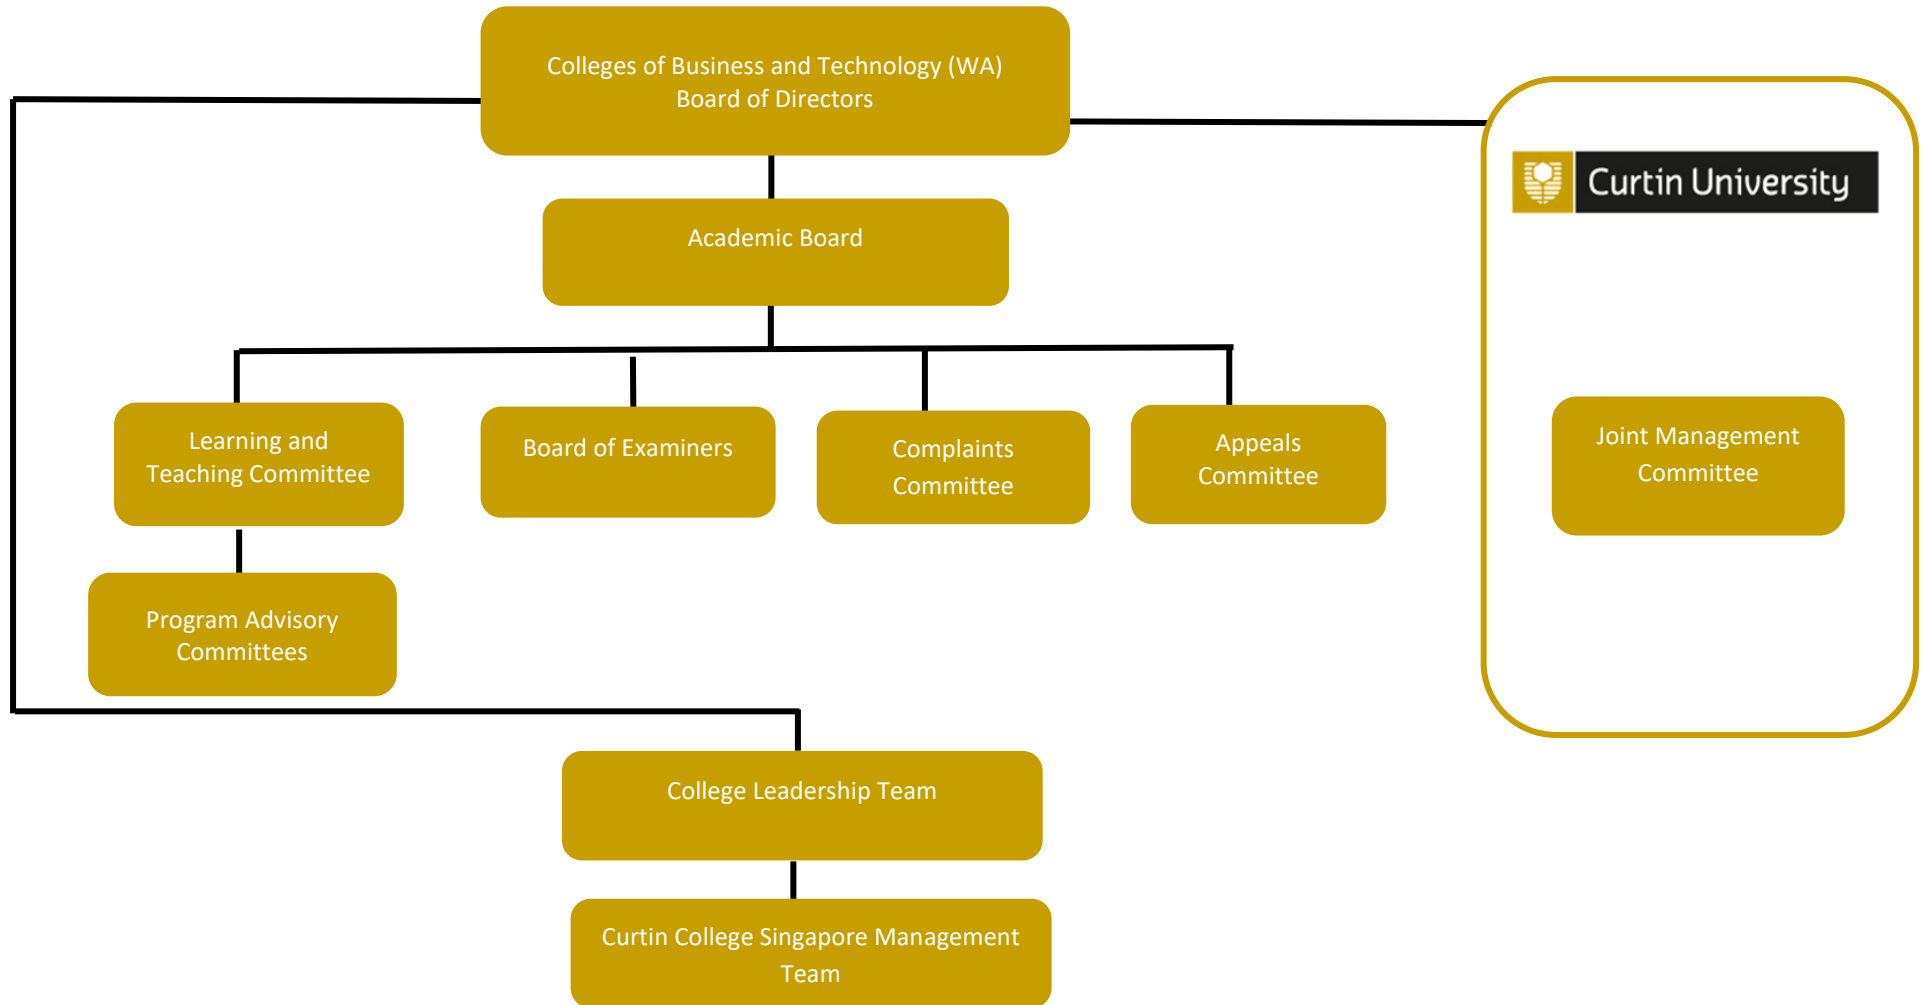 Colleges of Business and Technology (WA)
Board of Directors
Curtin University
Academic Board
Learning and
Teaching Committee
Board of Examiners
Complaints
Committee
Appeals
Committee
Joint Management
Committee
Program Advisory
Committees
College Leadership Team
Curtin College Singapore Management
Team